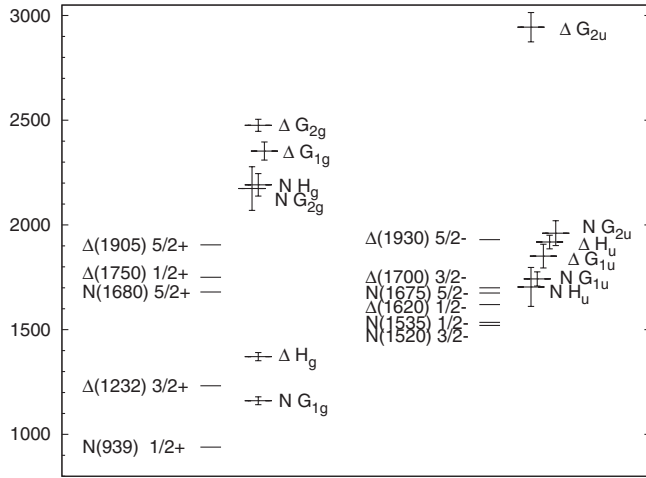 3000
Δ G2u
2500
Δ G2g
Δ G1g
N Hg
N G2g
2000
N G2u
Δ(1930) 5/2-
Δ Hu
Δ(1905) 5/2+
Δ G1u
Δ(1750) 1/2+
Δ(1700) 3/2-
N G1u
N(1680) 5/2+
N(1675) 5/2-
N Hu
Δ(1620) 1/2-
N(1535) 1/2-
1500
N(1520) 3/2-
Δ Hg
Δ(1232) 3/2+
N G1g
1000
N(939) 1/2+